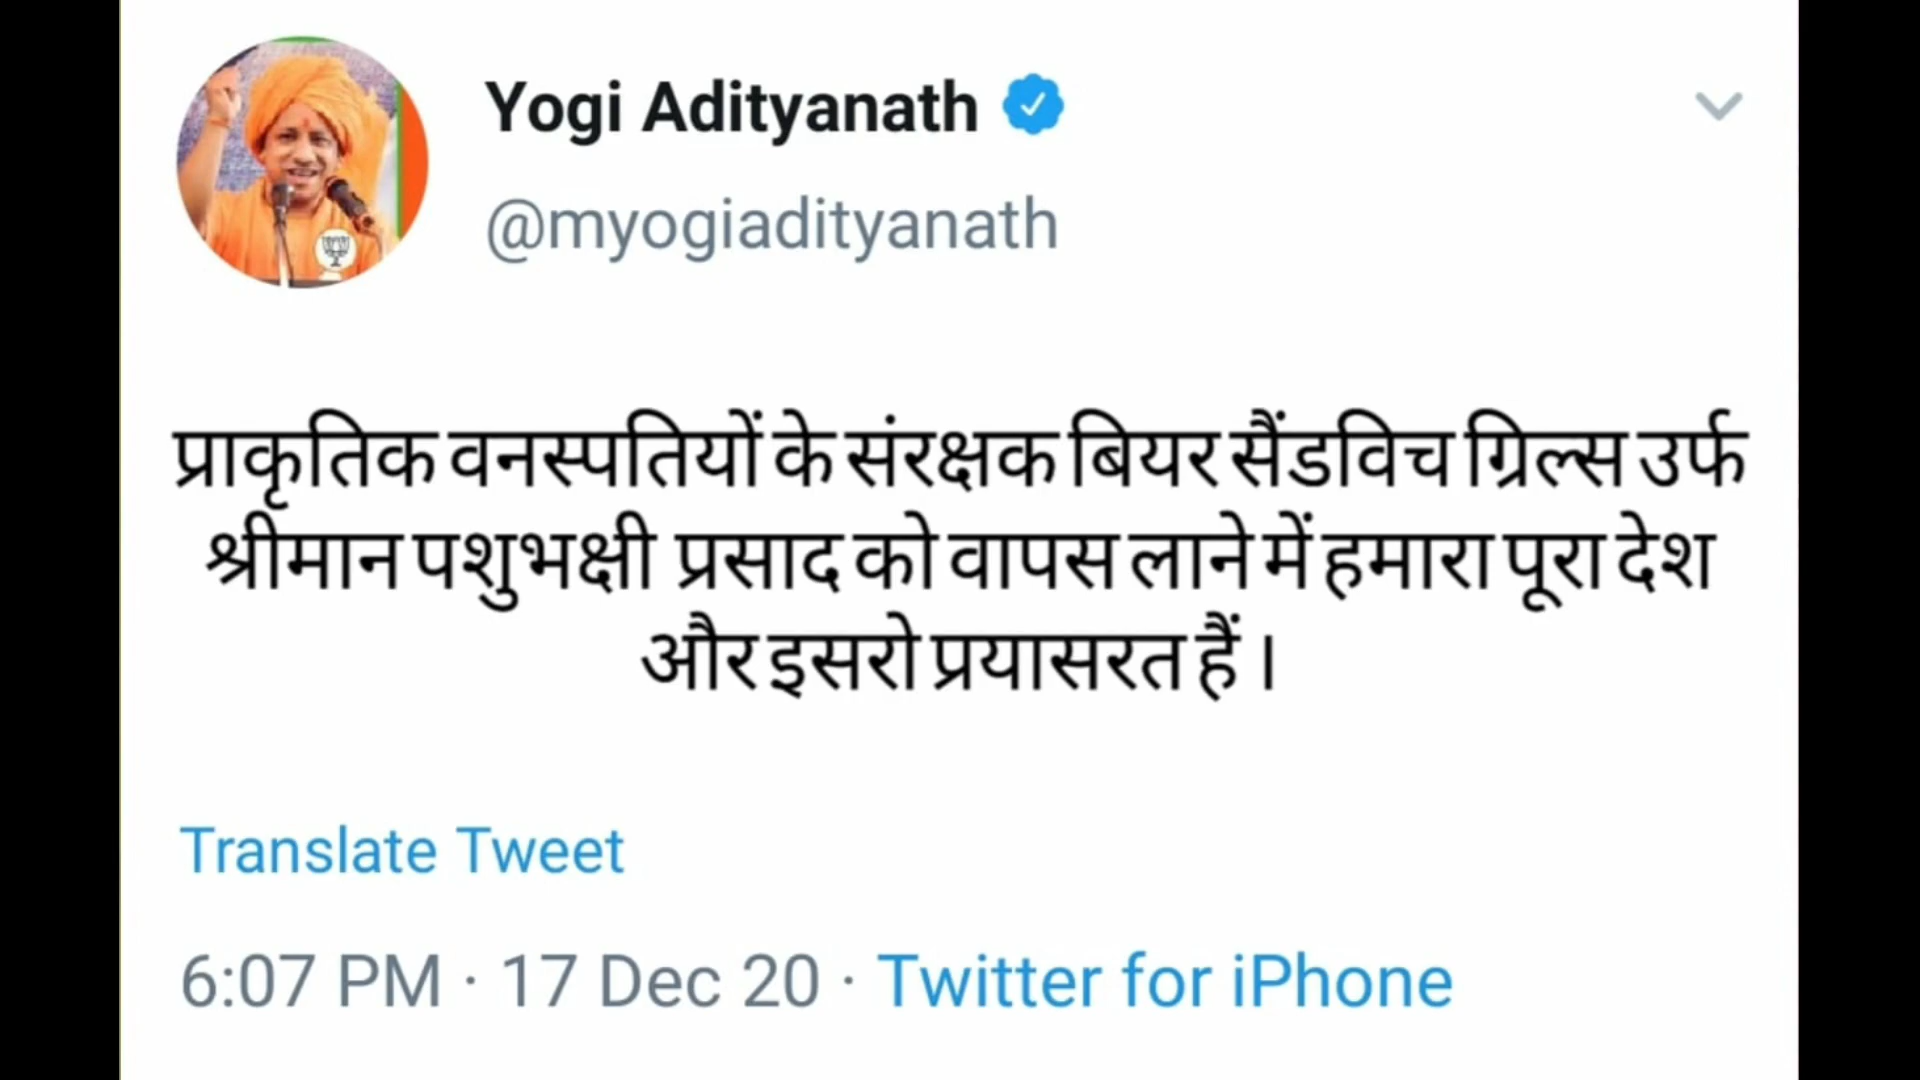 Yogi Adityanath
@myogiadityanath
प्राकृतिक वनस्पतियों के संरक्षक बियर सैंडविच ग्रिल्स उर्फ
श्रीमान पशुभक्षी प्रसाद को वापस लाने में हमारा पूरा देश
और इसरो प्रयासरत हैं ।
Translate Tweet
6:07 PM · 17 Dec 20 · Twitter for iPhone